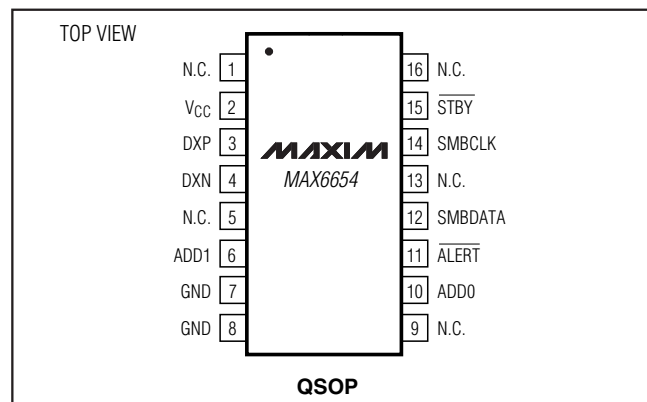 TOP VIEW
N.C. 1 16 N.C.
VCC 2 15 STBY
DXP 3 14 SMBCLK
DXN 4 13 N.C.
N.C. 5 12 SMBDATA
ADD1 6 11 ALERT
GND 7 10 ADD0
GND 8 9 N.C.
MAXIM
MAX6654
QSOP